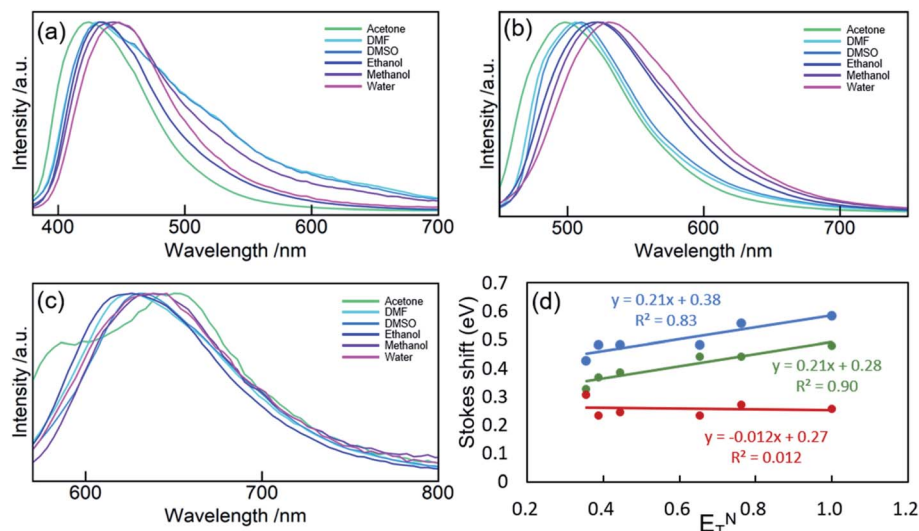 (a)
Acetone
DMF
DMSO
Ethanol
Methanol
Water
Intensity /a.u.
400
500
600
700
Wavelength /nm
(b)
Acetone
DMF
DMSO
Ethanol
Methanol
Water
Intensity /a.u.
500
600
700
Wavelength /nm
(c)
Acetone
DMF
DMSO
Ethanol
Methanol
Water
Intensity /a.u.
600
700
800
Wavelength /nm
(d)
0.7
0.6
0.5
0.4
0.3
0.2
0.1
0
Stokes shift (eV)
y = 0.21x + 0.38
R² = 0.83
y = 0.21x + 0.28
R² = 0.90
y = -0.012x + 0.27
R² = 0.012
0.2
0.4
0.6
0.8
1.0
1.2
E_T^N